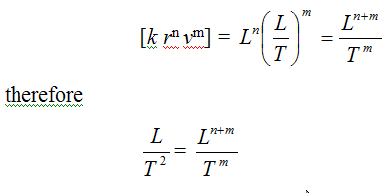 [k rⁿ vᵐ] = Lⁿ (L/T)ᵐ = Lⁿ⁺ᵐ/Tᵐ
therefore
L/T² = Lⁿ⁺ᵐ/Tᵐ